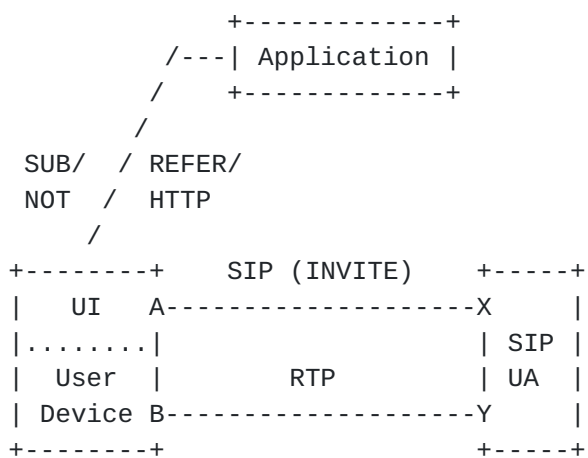 Application
SUB/ REFER/
NOT HTTP
SIP (INVITE)
UI A X
SIP
User RTP UA
Device B Y